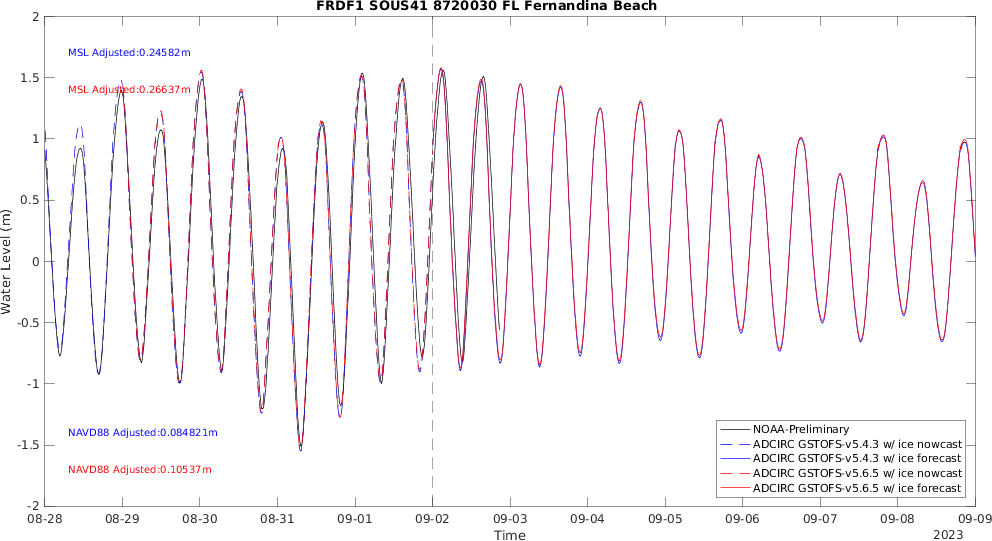 FRDF1 SOUS41 8720030 FL Fernandina Beach
2
1.5
1
0.5
0
-0.5
-1
-1.5
-2
Water Level (m)
MSL Adjusted:0.24582m
MSL Adjusted:0.26637m
NAVD88 Adjusted:0.084821m
NAVD88 Adjusted:0.10537m
NOAA-Preliminary
ADCIRC GSTOFS-v5.4.3 w/ ice nowcast
ADCIRC GSTOFS-v5.4.3 w/ ice forecast
ADCIRC GSTOFS-v5.6.5 w/ ice nowcast
ADCIRC GSTOFS-v5.6.5 w/ ice forecast
08-28 08-29 08-30 08-31 09-01 09-02 09-03 09-04 09-05 09-06 09-07 09-08 09-09
Time
2023